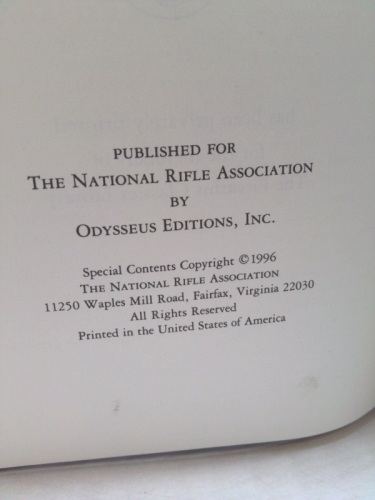 PUBLISHED FOR
THE NATIONAL RIFLE ASSOCIATION
BY
ODYSSEUS EDITIONS, INC.
Special Contents Copyright ©1996
THE NATIONAL RIFLE ASSOCIATION
11250 Waples Mill Road, Fairfax, Virginia 22030
All Rights Reserved
Printed in the United States of America